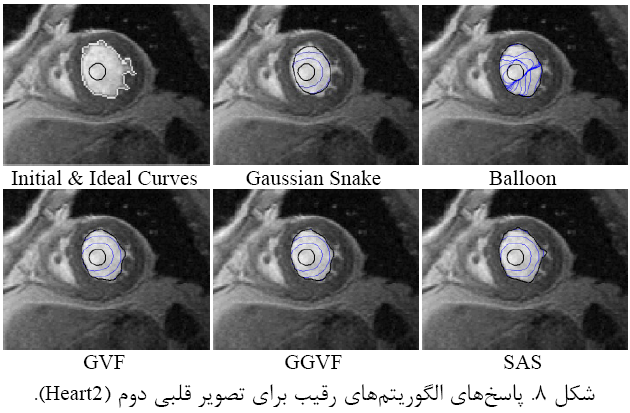 Initial & Ideal Curves Gaussian Snake Balloon
GVF GGVF SAS
شکل ۸. پاسخ‌های الگوریتم‌های رقیب برای تصویر قلبی دوم (Heart2).